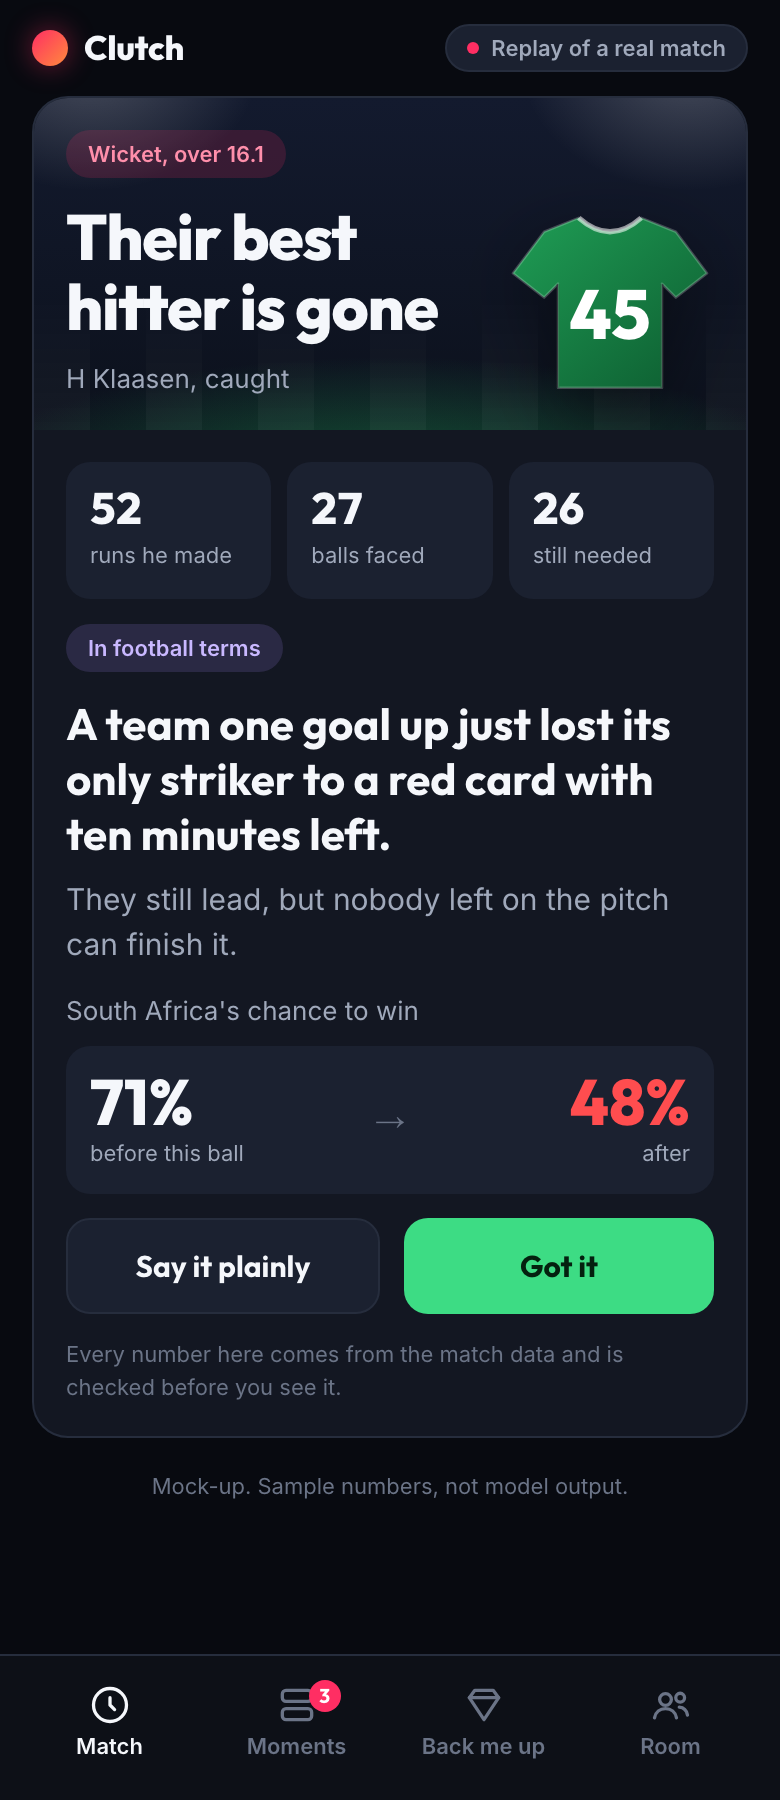 Clutch
Replay of a real match
Wicket, over 16.1
Their best
hitter is gone
H Klaasen, caught
45
52
runs he made
27
balls faced
26
still needed
In football terms
A team one goal up just lost its
only striker to a red card with
ten minutes left.
They still lead, but nobody left on the pitch
can finish it.
South Africa's chance to win
71%
before this ball
→
48%
after
Say it plainly
Got it
Every number here comes from the match data and is
checked before you see it.
Mock-up. Sample numbers, not model output.
Match
3
Moments
Back me up
Room